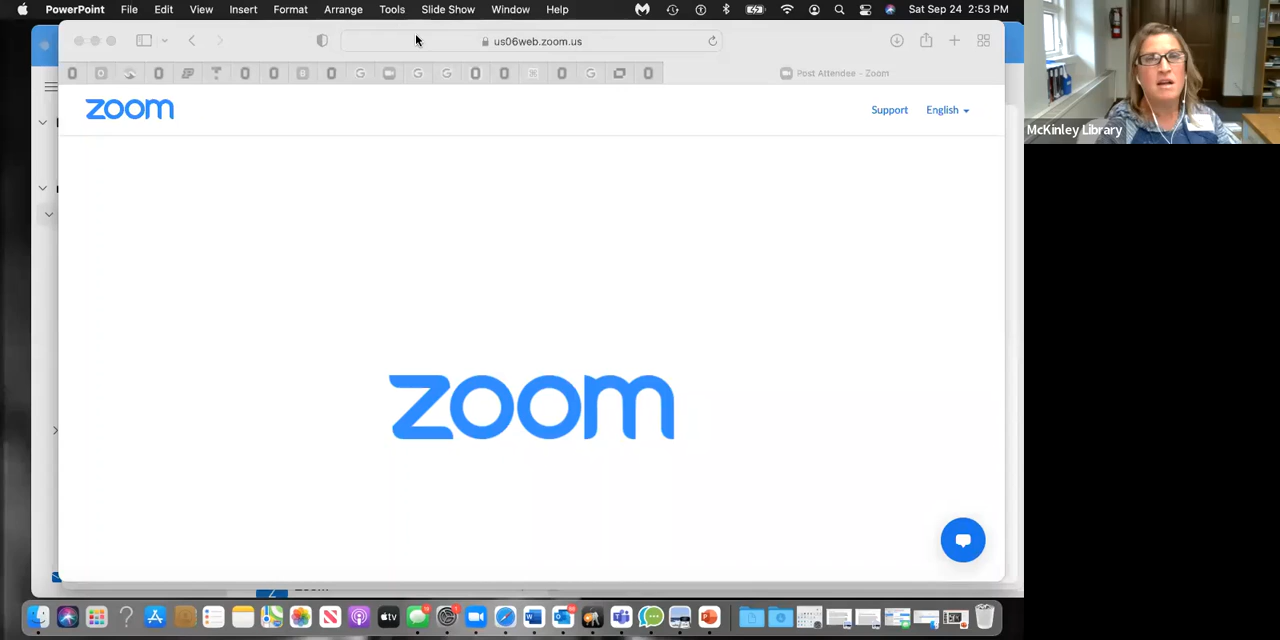 PowerPoint File Edit View Insert Format Arrange Tools Slide Show Window Help Sat Sep 24 2:53 PM
us06web.zoom.us
Post Attendee - Zoom
zoom Support English
McKinley Library
zoom